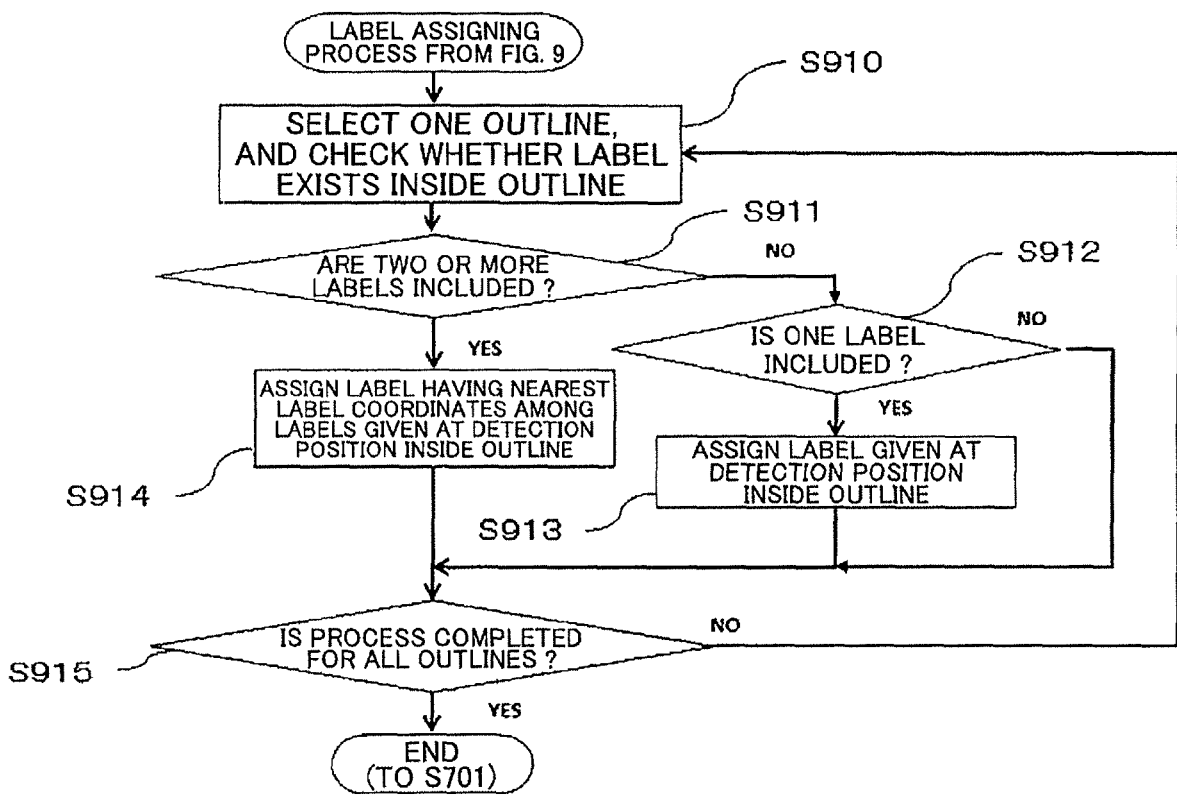 LABEL ASSIGNING
PROCESS FROM FIG. 9
S910
SELECT ONE OUTLINE,
AND CHECK WHETHER LABEL
EXISTS INSIDE OUTLINE
S911
ARE TWO OR MORE
LABELS INCLUDED ?
NO
S912
IS ONE LABEL
INCLUDED ?
NO
YES
YES
ASSIGN LABEL HAVING NEAREST
LABEL COORDINATES AMONG
LABELS GIVEN AT DETECTION
POSITION INSIDE OUTLINE
S914
ASSIGN LABEL GIVEN AT
DETECTION POSITION
INSIDE OUTLINE
S913
IS PROCESS COMPLETED
FOR ALL OUTLINES ?
NO
S915
YES
END
(TO S701)